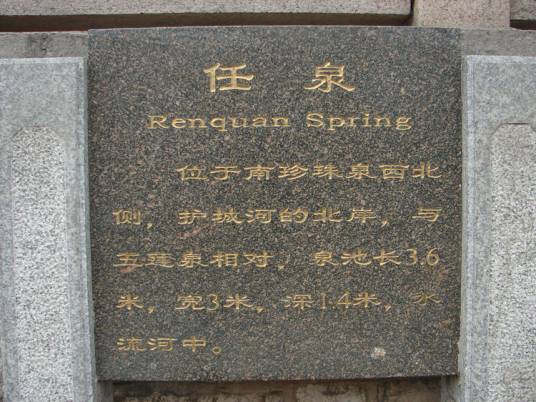 任 泉
Renquan Spring
位于南珍珠泉西北
侧，护城河的北岸，与
五莲泉相对，泉池长3.6
米，宽3米，深1.4米，水
流河中。